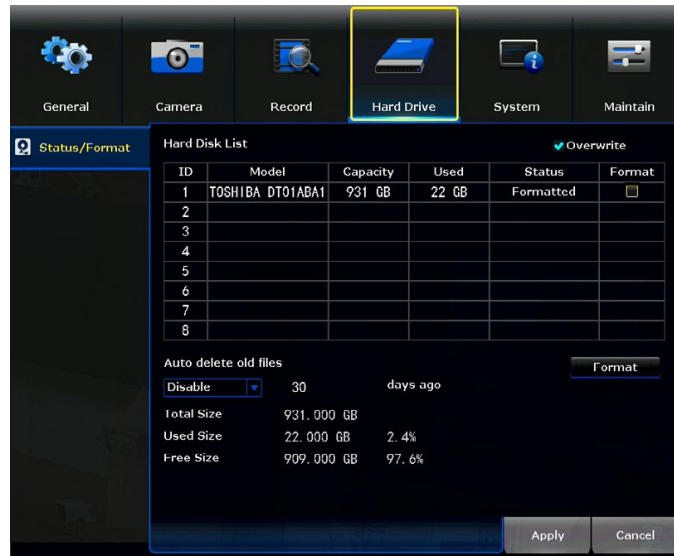 General Camera Record Hard Drive System Maintain
Status/Format
Hard Disk List Overwrite
ID Model Capacity Used Status Format
1 TOSHIBA DT01ABA1 931 GB 22 GB Formatted
2
3
4
5
6
7
8
Auto delete old files Format
Disable 30 days ago
Total Size 931.000 GB
Used Size 22.000 GB 2.4%
Free Size 909.000 GB 97.6%
Apply Cancel